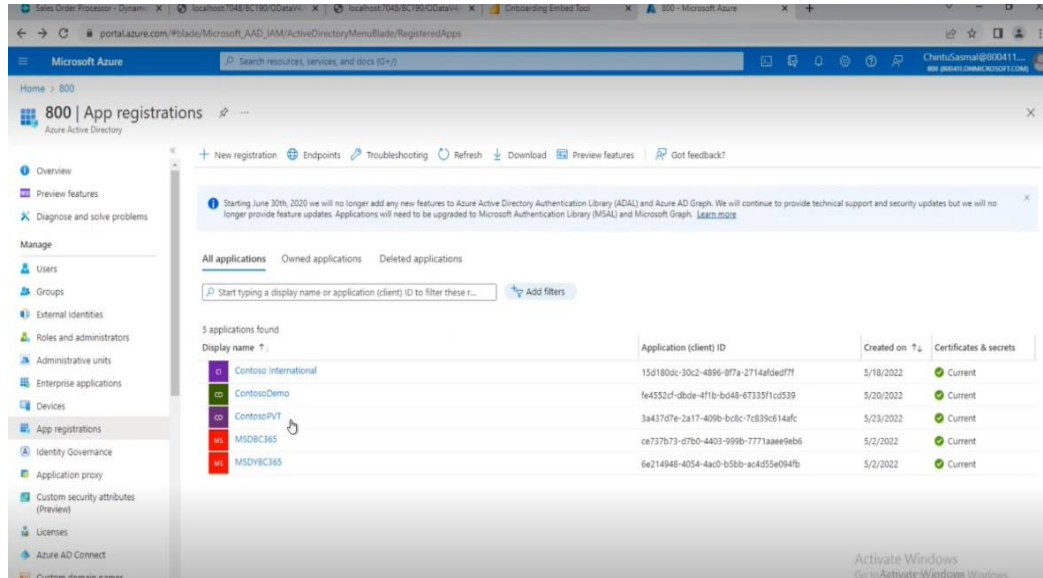 Sales Order Processor - Dynamic
localhost:7048/BC190/ODataV4/
localhost:7048/BC190/ODataV4/
Onboarding Embed Tool
800 - Microsoft Azure
portal.azure.com/#blade/Microsoft_AAD_IAM/ActiveDirectoryMenuBlade/RegisteredApps
Microsoft Azure
Search resources, services, and docs (G+/)
ChintuSasmal@800411....
800 (800411.ONMICROSOFT.COM)
Home > 800
800 | App registrations
Azure Active Directory
New registration Endpoints Troubleshooting Refresh Download Preview features Got feedback?
Overview
Preview features
Diagnose and solve problems
Manage
Users
Groups
External Identities
Roles and administrators
Administrative units
Enterprise applications
Devices
App registrations
Identity Governance
Application proxy
Custom security attributes
(Preview)
Licenses
Azure AD Connect
Custom domain names
Starting June 30th, 2020 we will no longer add any new features to Azure Active Directory Authentication Library (ADAL) and Azure AD Graph. We will continue to provide technical support and security updates but we will no
longer provide feature updates. Applications will need to be upgraded to Microsoft Authentication Library (MSAL) and Microsoft Graph. Learn more
All applications Owned applications Deleted applications
Start typing a display name or application (client) ID to filter these r...
Add filters
5 applications found
Display name Application (client) ID Created on Certificates & secrets
CI Contoso International 15d180dc-30c2-4896-8f7a-2714afdedf7f 5/18/2022 Current
CO ContosoDemo fe4552cf-dbde-4f1b-bd48-67335f1cd539 5/20/2022 Current
CO ContosoPVT 3a437d7e-2a17-409b-bc8c-7c839c614afc 5/23/2022 Current
MS MSDBC365 ce737b73-d7b0-4403-999b-7771aaee9eb6 5/2/2022 Current
MS MSDYBC365 6e214948-4054-4ac0-b5bb-ac4d55e094fb 5/2/2022 Current
Activate Windows
Go to Activate Windows Windows.